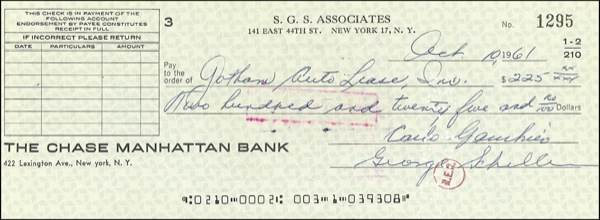 THIS CHECK IS IN PAYMENT OF THE
FOLLOWING ACCOUNT
ENDORSEMENT BY PAYEE CONSTITUTES
RECEIPT IN FULL
IF INCORRECT PLEASE RETURN
DATE PARTICULARS AMOUNT
3
S. G. S. ASSOCIATES
141 EAST 44TH ST. NEW YORK 17, N. Y.
No. 1295
Oct. 10, 1961
1-2
210
Pay to the order of Gotham Auto Lease Inc. $225 xx/xx
Two hundred and twenty five and no/00 Dollars
THE CHASE MANHATTAN BANK
422 Lexington Ave., New york, N. Y.
George
B.E.C.
0210 0002 003 1 039308